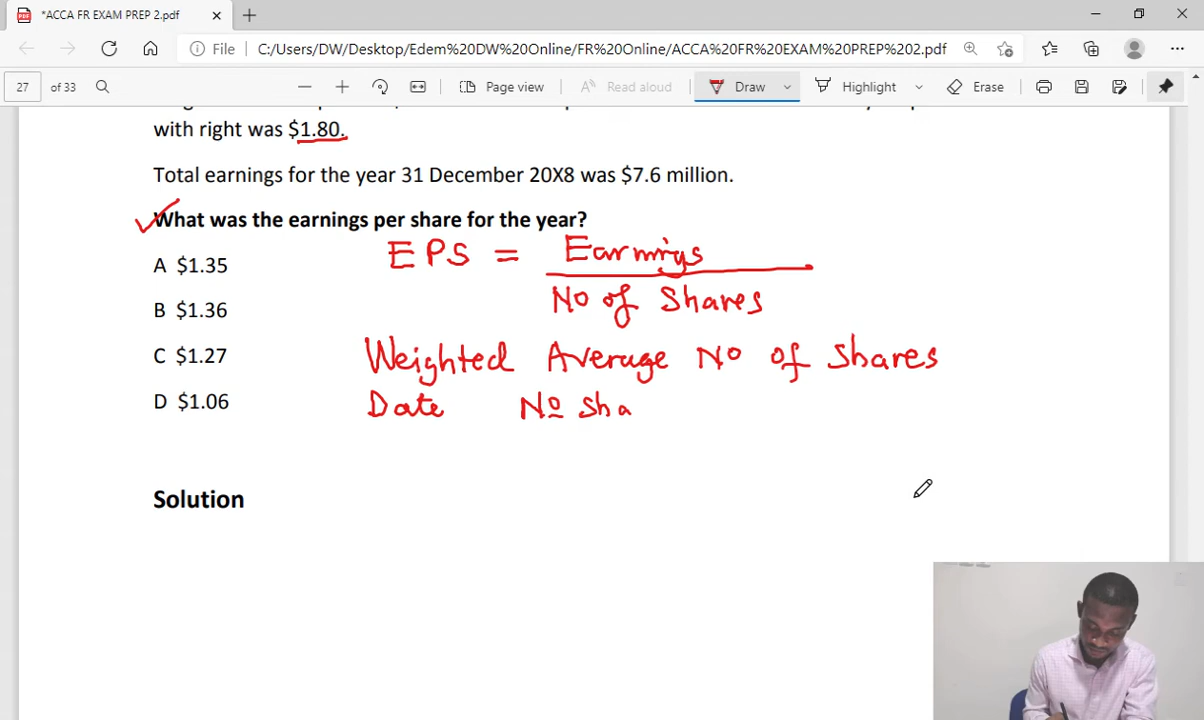 *ACCA FR EXAM PREP 2.pdf
File C:/Users/DW/Desktop/Edem%20DW%20Online/FR%20Online/ACCA%20FR%20EXAM%20PREP%202.pdf
27 of 33 Page view Read aloud Draw Highlight Erase
with right was $1.80.
Total earnings for the year 31 December 20X8 was $7.6 million.
What was the earnings per share for the year?
EPS = Earnings
A $1.35
No of Shares
B $1.36
Weighted Average No of Shares
C $1.27
Date No Sha
D $1.06
Solution